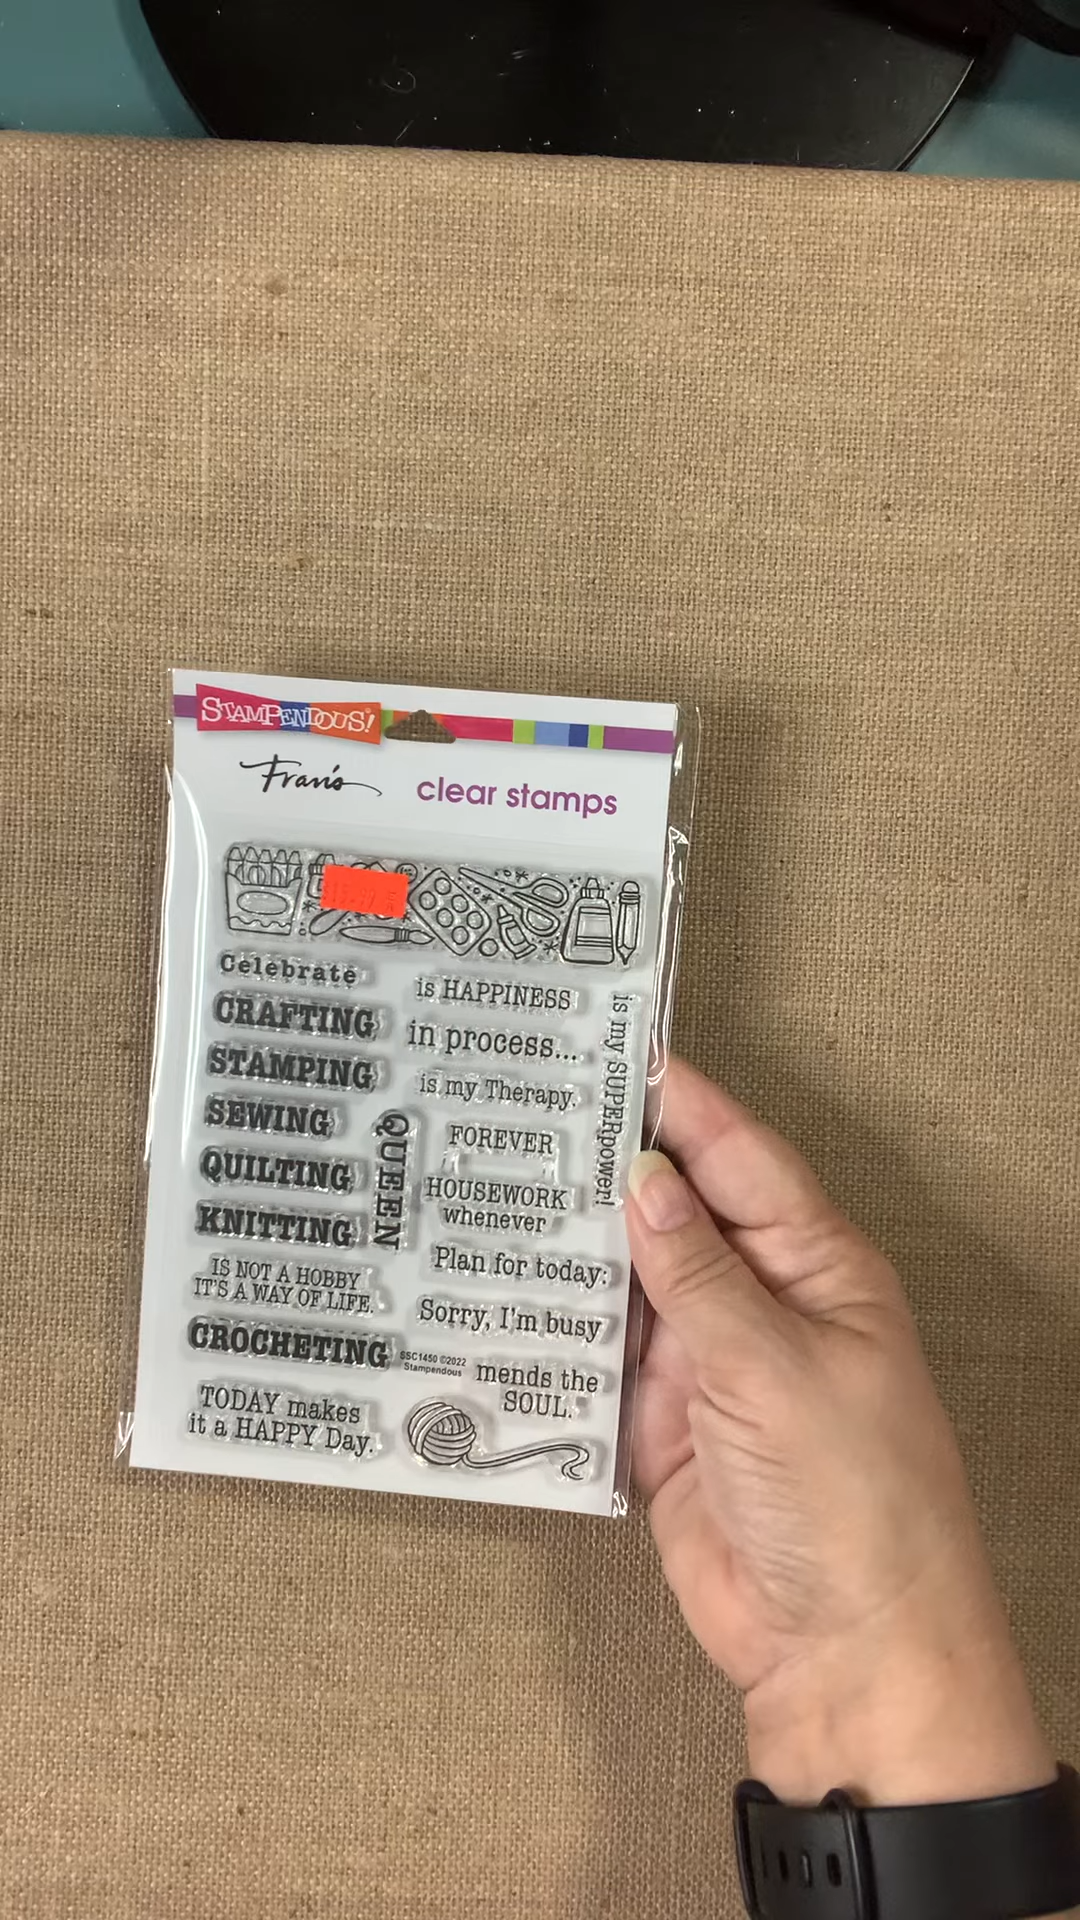 STAMPENDOUS!
Fran's
clear stamps
Celebrate
CRAFTING
STAMPING
SEWING
QUILTING
KNITTING
QUEEN
IS NOT A HOBBY
IT'S A WAY OF LIFE.
CROCHETING
TODAY makes
it a HAPPY Day.
is HAPPINESS
in process...
is my Therapy.
FOREVER
HOUSEWORK
whenever
Plan for today:
Sorry, I'm busy
SSC1450 ©2022
Stampendous
mends the
SOUL.
is my SUPERpower!